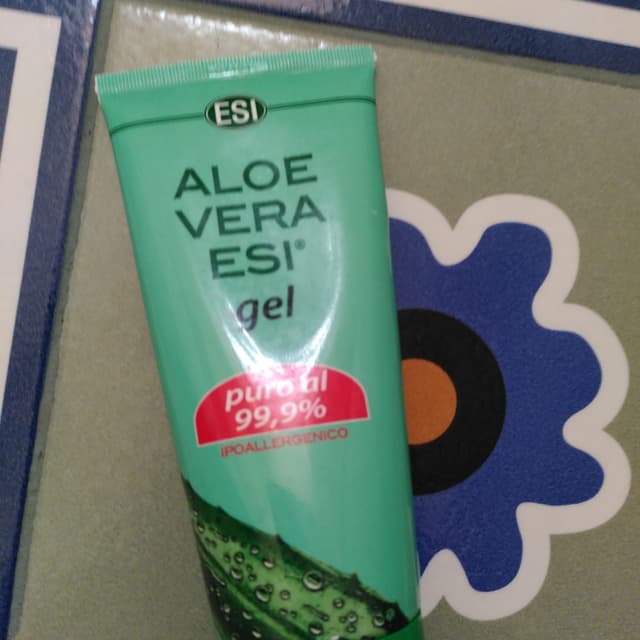 ESI
ALOE
VERA
ESI®
gel
puro al
99,9%
IPOALLERGENICO